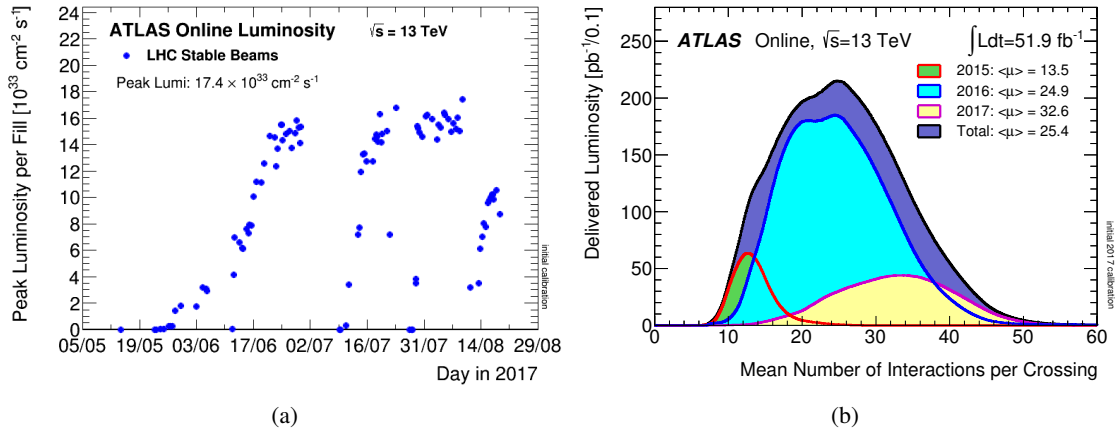 ATLAS Online Luminosity √s = 13 TeV
LHC Stable Beams
Peak Lumi: 17.4 × 10³³ cm⁻² s⁻¹
Peak Luminosity per Fill [10³³ cm⁻² s⁻¹]
24
22
20
18
16
14
12
10
8
6
4
2
0
05/05 19/05 03/06 17/06 02/07 16/07 31/07 14/08 29/08
Day in 2017
initial calibration
(a)
ATLAS Online, √s=13 TeV ∫Ldt=51.9 fb⁻¹
2015: <μ> = 13.5
2016: <μ> = 24.9
2017: <μ> = 32.6
Total: <μ> = 25.4
Delivered Luminosity [pb⁻¹/0.1]
250
200
150
100
50
0
0 10 20 30 40 50 60
Mean Number of Interactions per Crossing
initial 2017 calibration
(b)